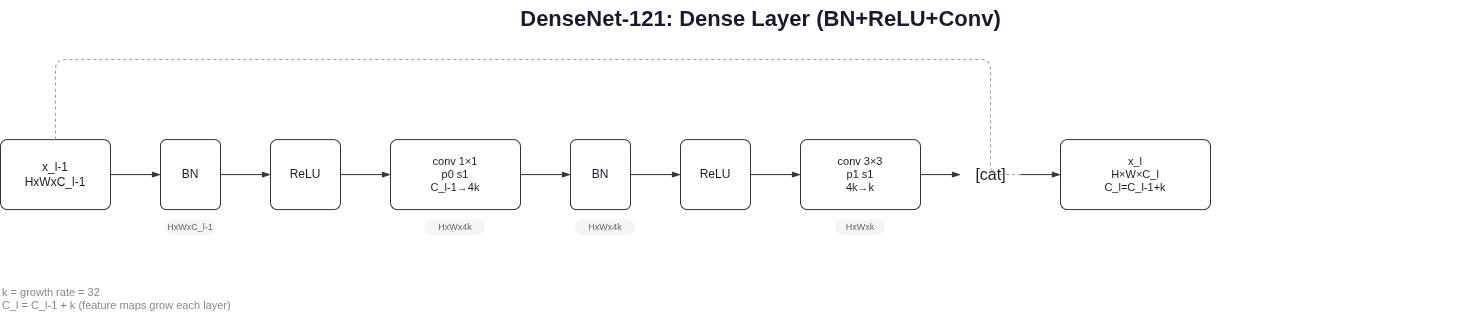 DenseNet-121: Dense Layer (BN+ReLU+Conv)
x_l-1
HxWxC_l-1
BN
ReLU
conv 1×1
p0 s1
C_l-1→4k
BN
ReLU
conv 3×3
p1 s1
4k→k
[cat]
x_l
H×W×C_l
C_l=C_l-1+k
HxWxC_l-1
HxWx4k
HxWx4k
HxWxk
k = growth rate = 32
C_l = C_l-1 + k (feature maps grow each layer)